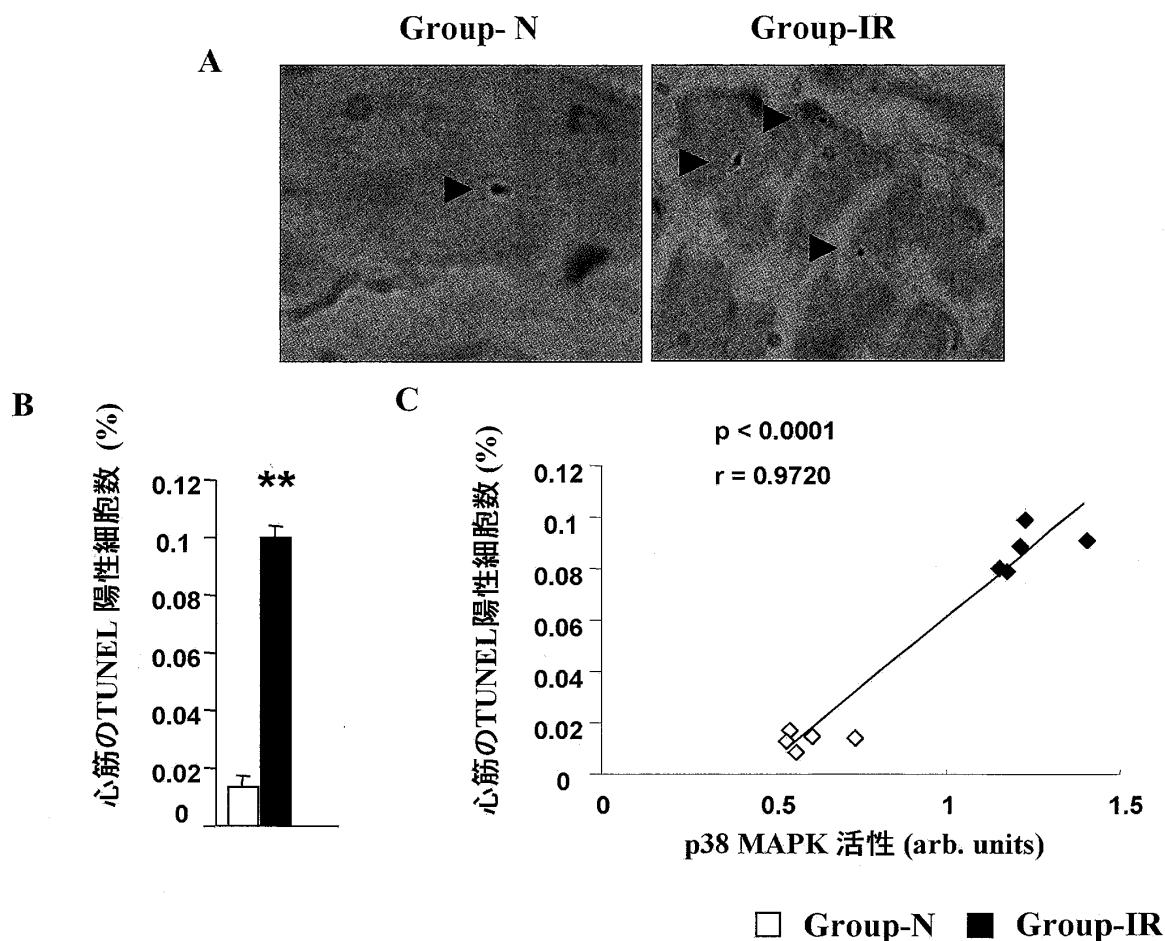 Group- N
Group-IR
A
B
心筋のTUNEL 陽性細胞数 (%)
0.12
0.1
0.08
0.06
0.04
0.02
0
**
C
心筋のTUNEL陽性細胞数 (%)
p < 0.0001
r = 0.9720
0.12
0.1
0.08
0.06
0.04
0.02
0
0 0.5 1 1.5
p38 MAPK 活性 (arb. units)
Group-N Group-IR